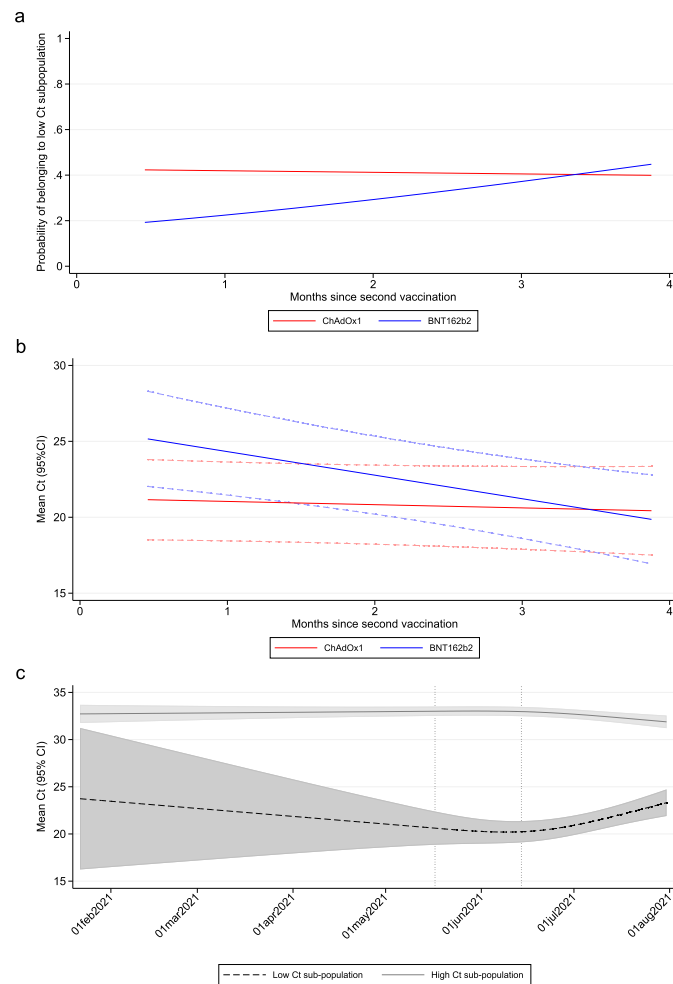 a
Probability of belonging to low Ct subpopulation
1
.8
.6
.4
.2
0
0 1 2 3 4
Months since second vaccination
ChAdOx1 BNT162b2
b
Mean Ct (95%CI)
30
25
20
15
0 1 2 3 4
Months since second vaccination
ChAdOx1 BNT162b2
c
Mean Ct (95% CI)
35
30
25
20
15
01feb2021 01mar2021 01apr2021 01may2021 01jun2021 01jul2021 01aug2021
Low Ct sub-population High Ct sub-population